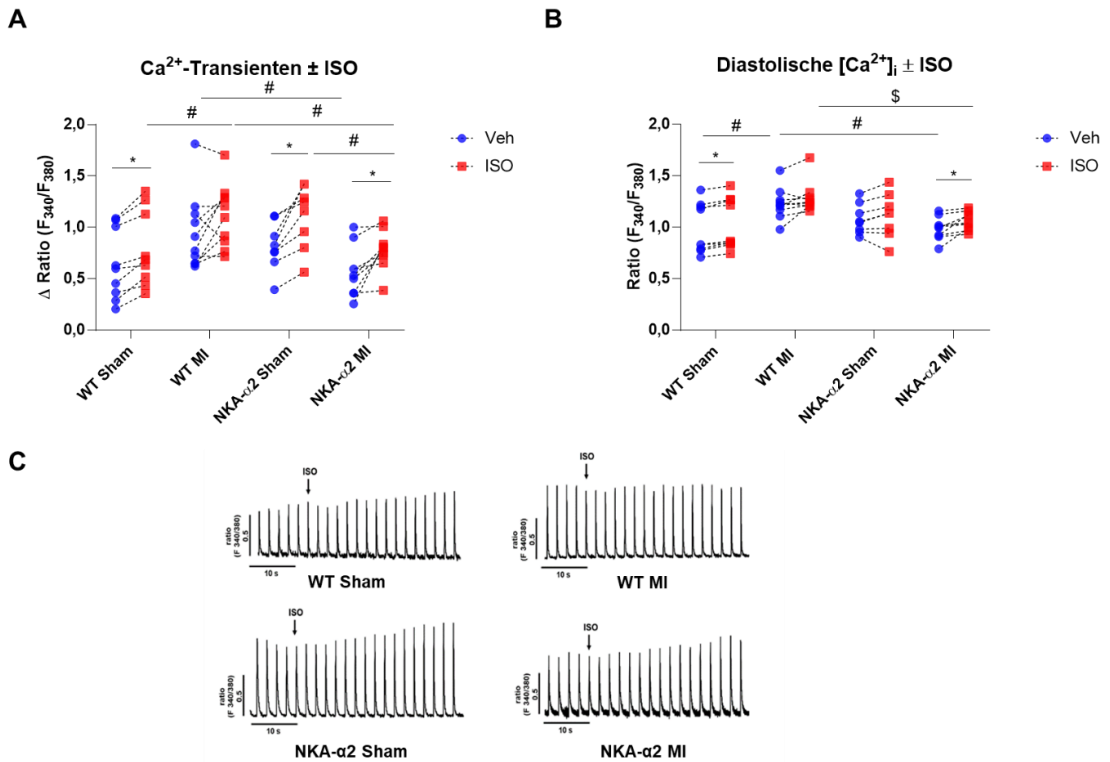 A
Ca²⁺-Transienten ± ISO
#
#
#
#
*
*
*
Δ Ratio (F₃₄₀/F₃₈₀)
2,0
1,5
1,0
0,5
0,0
WT Sham
WT MI
NKA-α2 Sham
NKA-α2 MI
Veh
ISO
B
Diastolische [Ca²⁺]ᵢ ± ISO
$
#
#
*
*
Ratio (F₃₄₀/F₃₈₀)
2,0
1,5
1,0
0,5
0,0
WT Sham
WT MI
NKA-α2 Sham
NKA-α2 MI
Veh
ISO
C
ISO
ratio
(F 340/380)
0.5
10 s
WT Sham
ISO
ratio
(F 340/380)
0.5
10 s
WT MI
ISO
ratio
(F 340/380)
0.5
10 s
NKA-α2 Sham
ISO
ratio
(F 340/380)
0.5
10 s
NKA-α2 MI